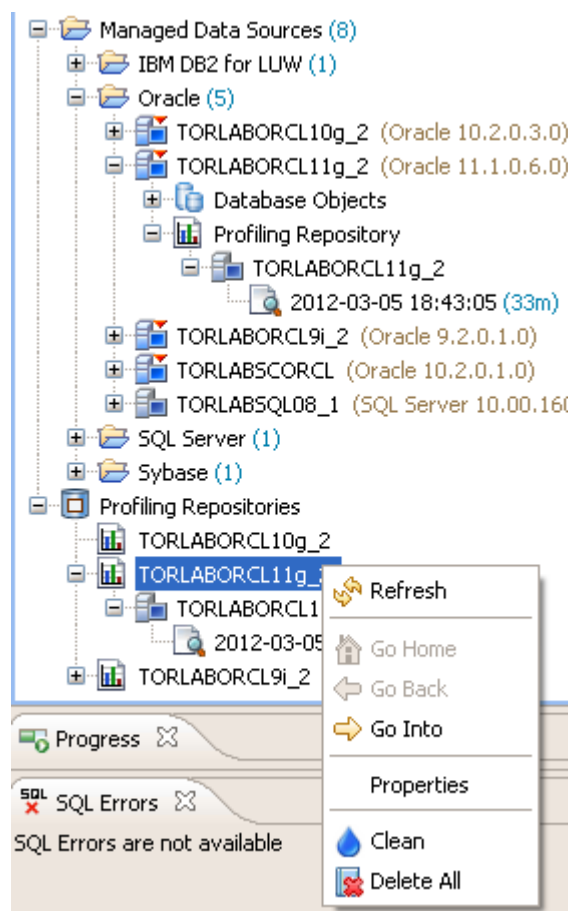 Managed Data Sources (8)
IBM DB2 for LUW (1)
Oracle (5)
TORLABORCL10g_2 (Oracle 10.2.0.3.0)
TORLABORCL11g_2 (Oracle 11.1.0.6.0)
Database Objects
Profiling Repository
TORLABORCL11g_2
2012-03-05 18:43:05 (33m)
TORLABORCL9i_2 (Oracle 9.2.0.1.0)
TORLABSCORCL (Oracle 10.2.0.1.0)
TORLABSQL08_1 (SQL Server 10.00.160
SQL Server (1)
Sybase (1)
Profiling Repositories
TORLABORCL10g_2
TORLABORCL11g_
TORLABORCL1
2012-03-05
TORLABORCL9i_2
Refresh
Go Home
Go Back
Go Into
Properties
Clean
Delete All
Progress
SQL SQL Errors
SQL Errors are not available